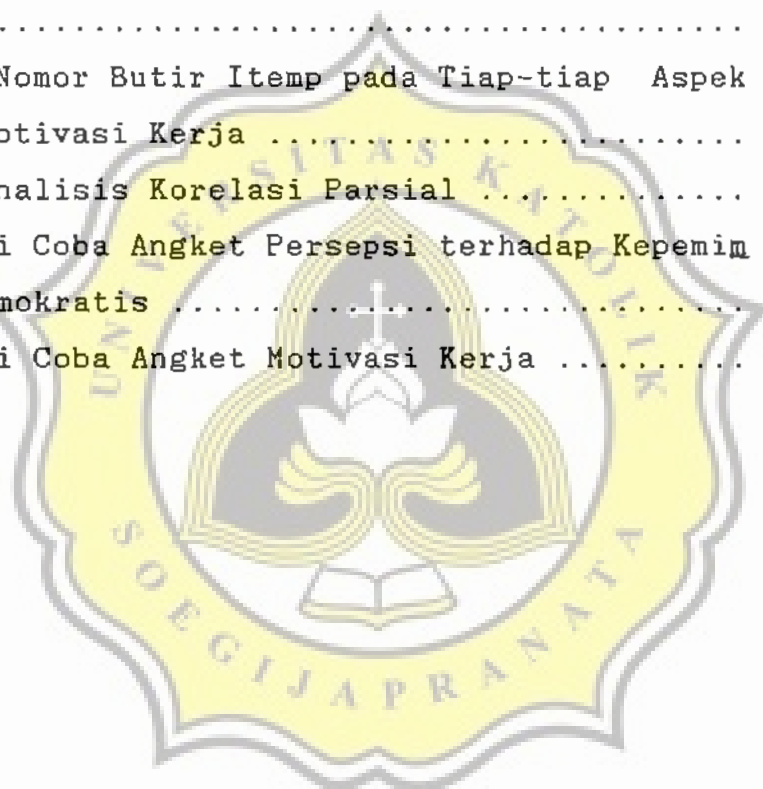 ........................................
Nomor Butir Itemp pada Tiap-tiap Aspek
otivasi Kerja .........................
nalisis Korelasi Parsial ..............
i Coba Angket Persepsi terhadap Kepemim
mokratis ..............................
i Coba Angket Motivasi Kerja ..........
UNIVERSITAS KATOLIK
SOEGIJAPRANATA